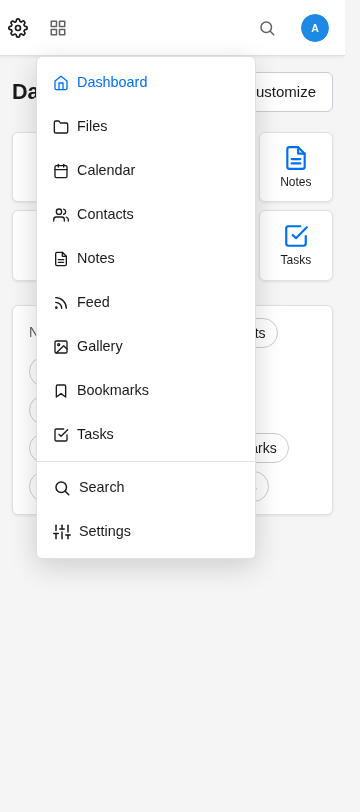 A
Da
ustomize
Dashboard
Files
Calendar
Contacts
Notes
Feed
Gallery
Bookmarks
Tasks
Search
Settings
Notes
Tasks
N
ts
arks